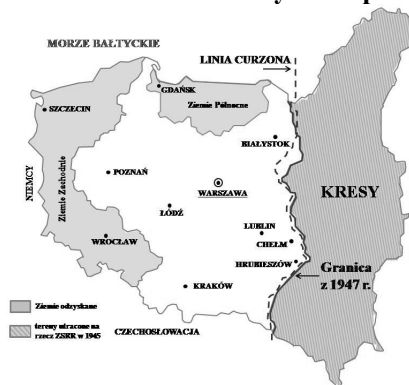 MORZE BAŁTYCKIE
LINIA CURZONA
GDAŃSK
SZCZECIN
Ziemie Północne
BIAŁYSTOK
NIEMCY
Ziemie Zachodnie
POZNAŃ
WARSZAWA
KRESY
ŁÓDŹ
LUBLIN
WROCŁAW
CHEŁM
HRUBIESZÓW
Granica
z 1947 r.
KRAKÓW
Ziemie odzyskane
tereny utracone na
rzecz ZSRR w 1945
CZECHOSŁOWACJA